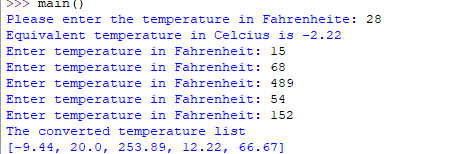 >>> main()
Please enter the temperature in Fahrenheite: 28
Equivalent temperature in Celcius is -2.22
Enter temperature in Fahrenheit: 15
Enter temperature in Fahrenheit: 68
Enter temperature in Fahrenheit: 489
Enter temperature in Fahrenheit: 54
Enter temperature in Fahrenheit: 152
The converted temperature list
[-9.44, 20.0, 253.89, 12.22, 66.67]